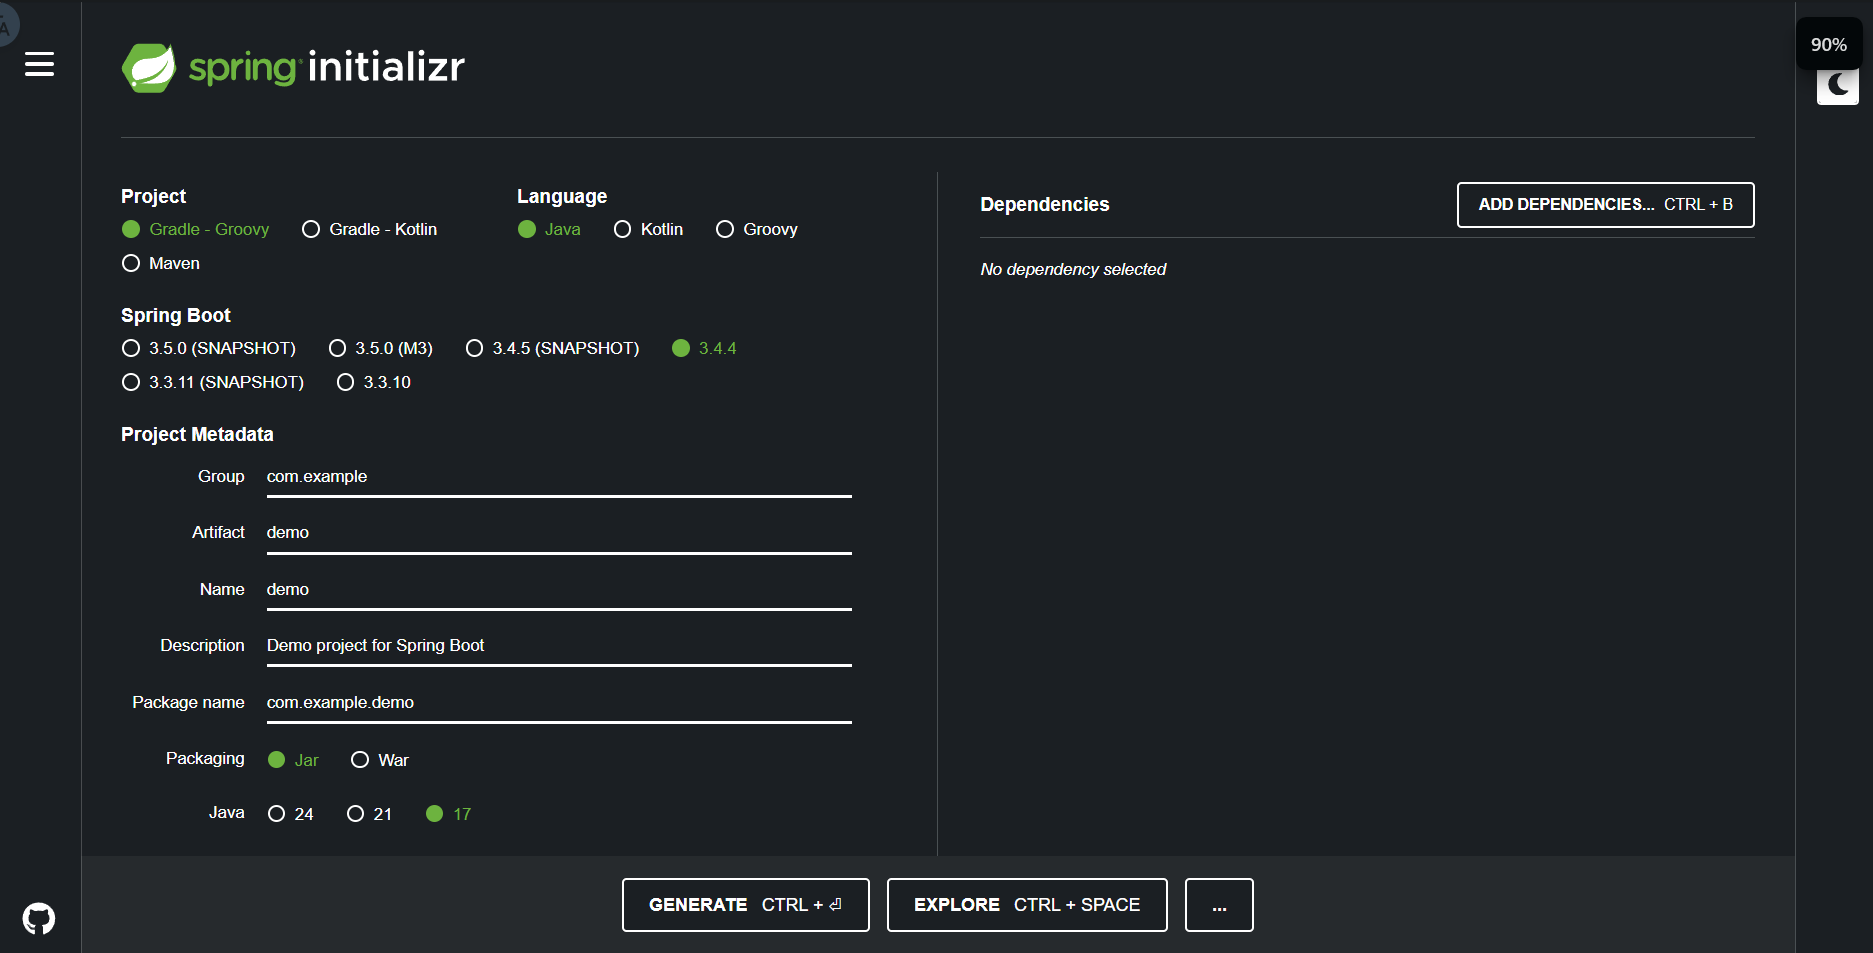 90%
spring initializr
Project
Gradle - Groovy Gradle - Kotlin
Maven
Language
Java Kotlin Groovy
Spring Boot
3.5.0 (SNAPSHOT) 3.5.0 (M3) 3.4.5 (SNAPSHOT) 3.4.4
3.3.11 (SNAPSHOT) 3.3.10
Project Metadata
Group com.example
Artifact demo
Name demo
Description Demo project for Spring Boot
Package name com.example.demo
Packaging Jar War
Java 24 21 17
Dependencies
ADD DEPENDENCIES... CTRL + B
No dependency selected
GENERATE CTRL + ⏎
EXPLORE CTRL + SPACE
...